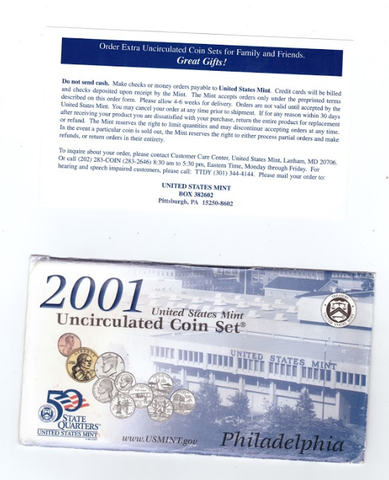 Order Extra Uncirculated Coin Sets for Family and Friends.
Great Gifts!
Do not send cash. Make checks or money orders payable to United States Mint. Credit cards will be billed
and checks deposited upon receipt by the Mint. The Mint accepts orders only under the preprinted terms
described on this order form. Please allow 4-6 weeks for delivery. Orders are not valid until accepted by the
United States Mint. You may cancel your order at any time prior to shipment. If for any reason within 30 days
after receiving your product you are dissatisfied with your purchase, return the entire product for replacement
or refund. The Mint reserves the right to limit quantities and may discontinue accepting orders at any time.
In the event a particular coin is sold out, the Mint reserves the right to either process partial orders and make
refunds, or return orders in their entirety.
To inquire about your order, please contact Customer Care Center, United States Mint, Lanham, MD 20706.
Or call (202) 283-COIN (283-2646) 8:30 am to 5:30 pm, Eastern Time, Monday through Friday. For
hearing and speech impaired customers, please call: TTDY (301) 344-4144. Please mail your order to:
UNITED STATES MINT
BOX 382602
Pittsburgh, PA 15250-8602
2001 United States Mint
Uncirculated Coin Set®
UNITED STATES MINT
50
STATE
QUARTERS™
UNITED STATES MINT
www.USMINT.gov
Philadelphia